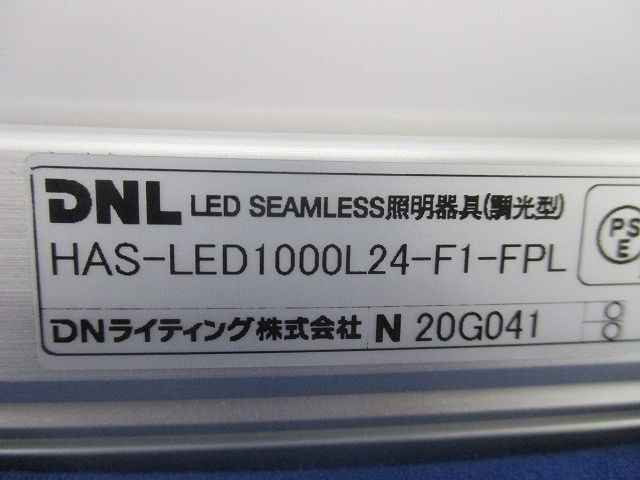 DNL LED SEAMLESS照明器具(調光型)
HAS-LED1000L24-F1-FPL
PS
E
DNライティング株式会社 N 20G041